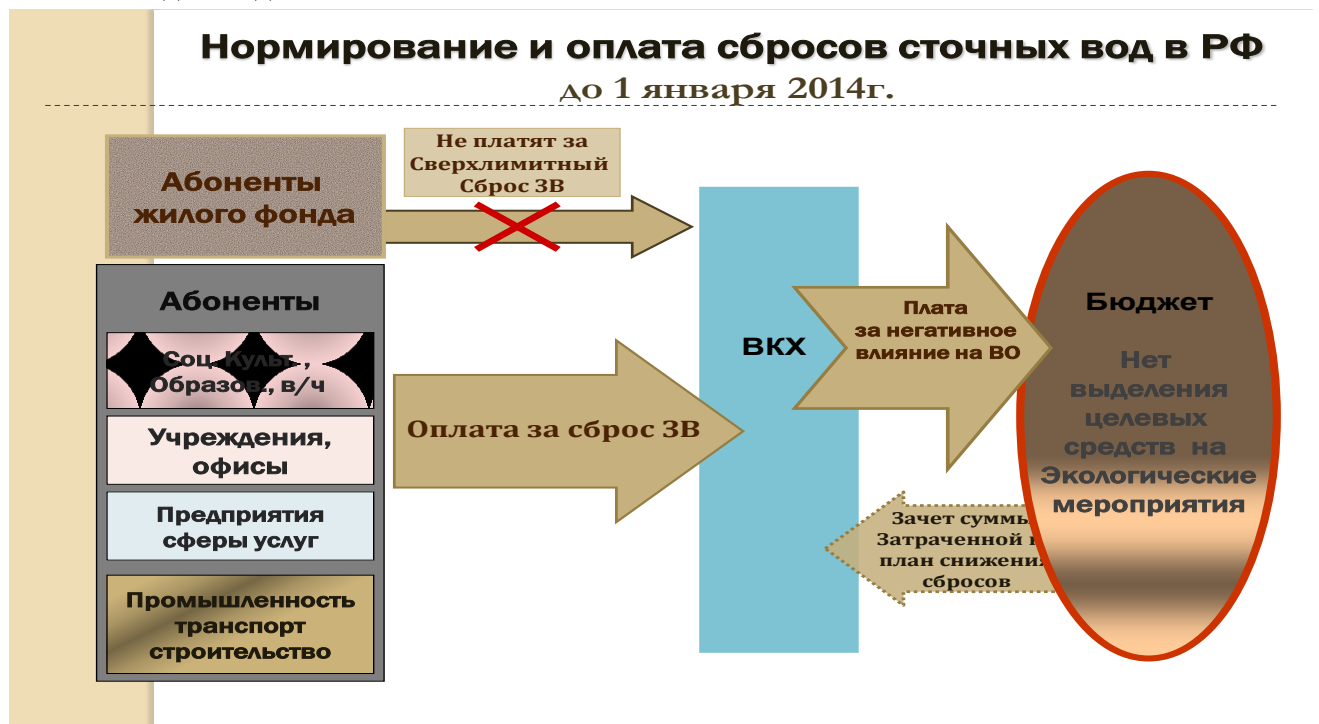 Нормирование и оплата сбросов сточных вод в РФ
до 1 января 2014г.
Не платят за
Сверхлимитный
Сброс ЗВ
Абоненты
жилого фонда
Абоненты
Соц. Культ. ,
Образов., в/ч
Учреждения,
офисы
Предприятия
сферы услуг
Промышленность
транспорт
строительство
Оплата за сброс ЗВ
ВКХ
Плата
за негативное
влияние на ВО
Бюджет
Нет
выделения
целевых
средств на
Экологические
мероприятия
Зачет суммы
Затраченной
план снижения
сбросов